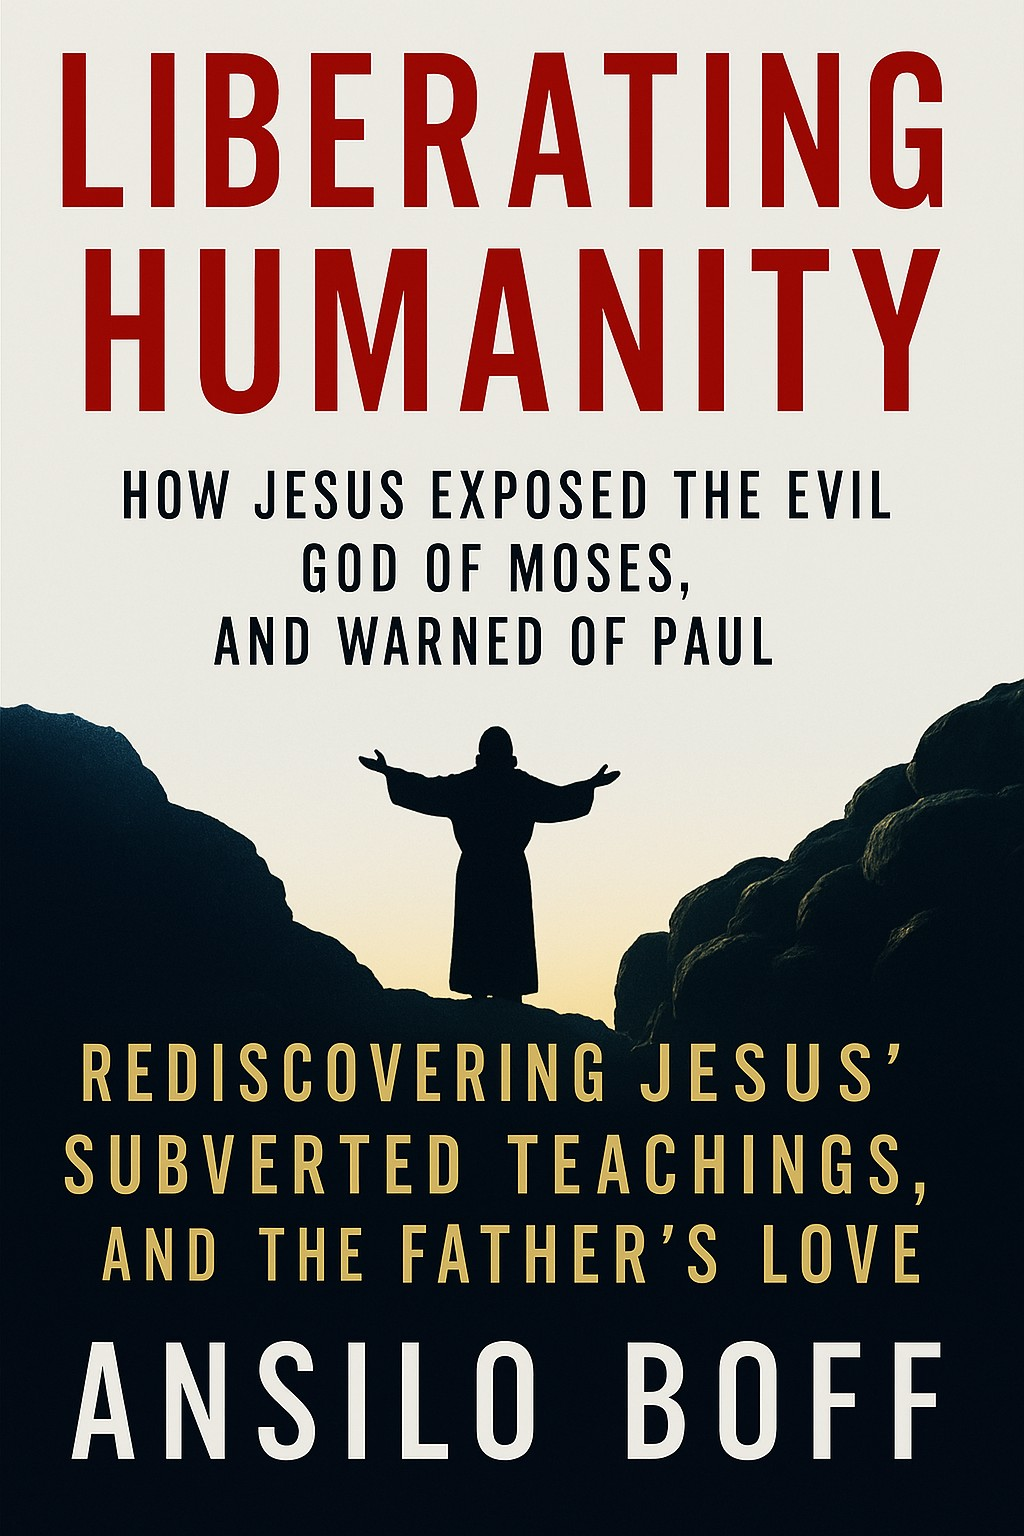 LIBERATING
HUMANITY
HOW JESUS EXPOSED THE EVIL
GOD OF MOSES,
AND WARNED OF PAUL
REDISCOVERING JESUS’
SUBVERTED TEACHINGS,
AND THE FATHER’S LOVE
ANSILO BOFF